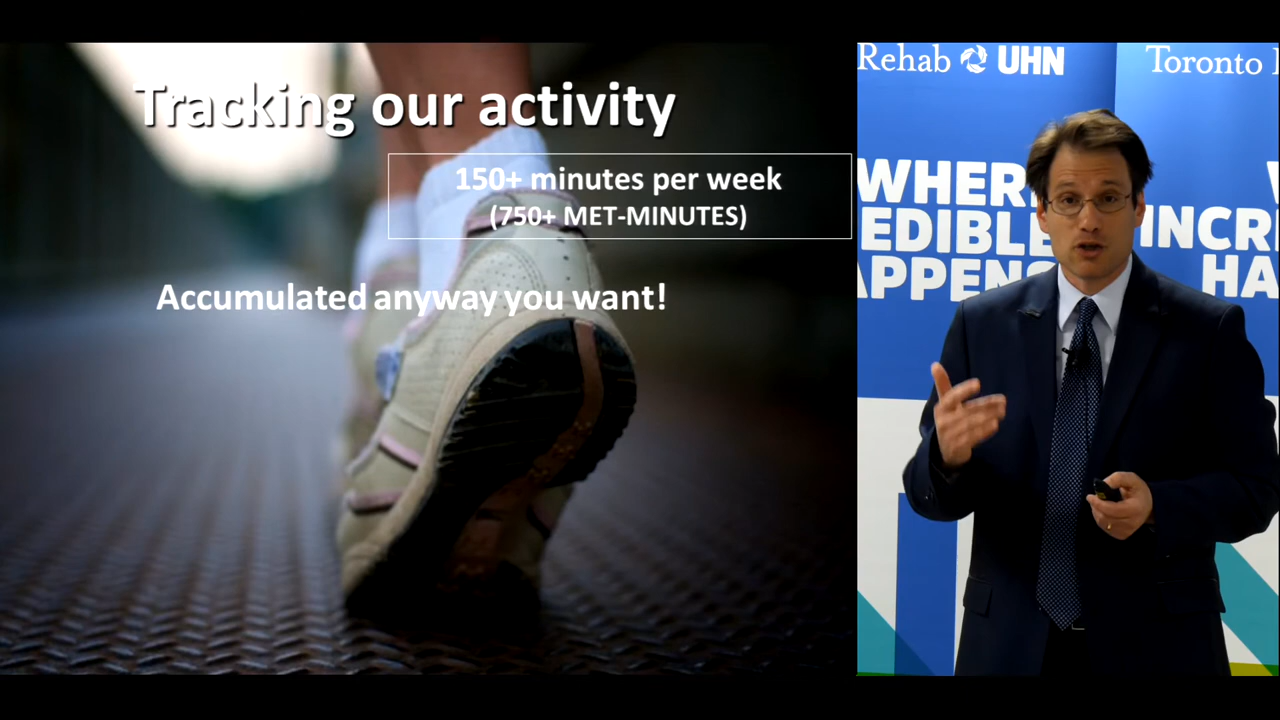 Tracking our activity
150+ minutes per week
(750+ MET-MINUTES)
Accumulated anyway you want!
Rehab UHN
Toronto
WHER
EDIBLE
APPENS
W
INCR
HA